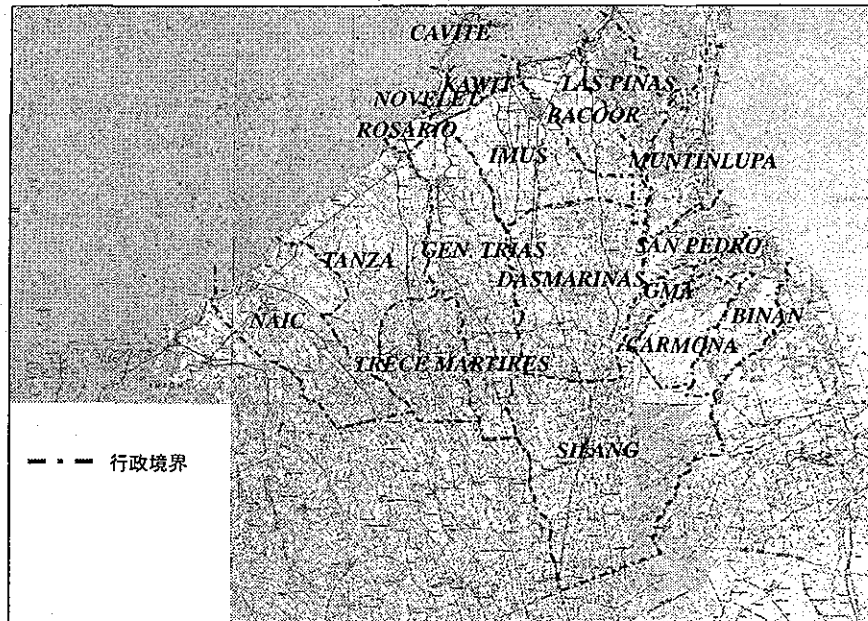 CAVITE
KAWIT
LAS PINAS
NOVELET
BACOOR
ROSARIO
IMUS
MUNTINLUPA
SAN PEDRO
GEN. TRIAS
TANZA
DASMARINAS
GMA
BINAN
NAIC
CARMONA
TRECE MARTIRES
SILANG
行政境界